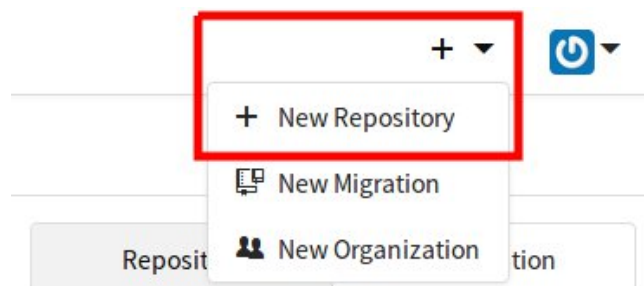 +
+ New Repository
New Migration
New Organization
Reposit
tion